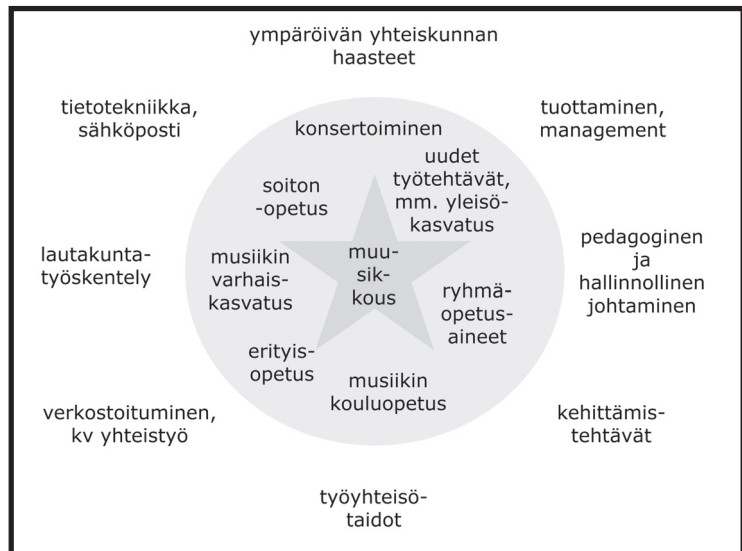 ympäröivän yhteiskunnan
haasteet
tietotekniikka,
sähköposti
tuottaminen,
management
konsertoiminen
uudet
työtehtävät,
mm. yleisö-
kasvatus
soiton
-opetus
lautakunta-
työskentely
musiikin
varhais-
kasvatus
muu-
sik-
kous
ryhmä-
opetus-
aineet
pedagoginen
ja
hallinnollinen
johtaminen
erityis-
opetus
musiikin
kouluopetus
verkostoituminen,
kv yhteistyö
kehittämis-
tehtävät
työyhteisö-
taidot